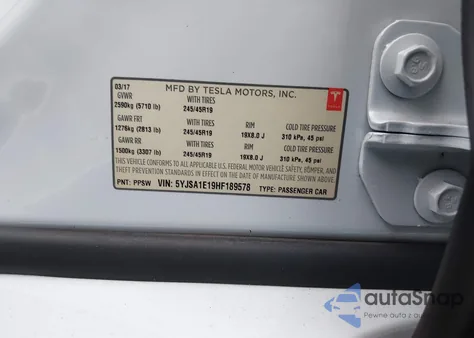 03/17 MFD BY TESLA MOTORS, INC.
GVWR WITH TIRES
2590kg (5710 lb) 245/45R19
GAWR FRT WITH TIRES RIM COLD TIRE PRESSURE
1276kg (2813 lb) 245/45R19 19X8.0 J 310 kPa, 45 psi
GAWR RR WITH TIRES RIM COLD TIRE PRESSURE
1500kg (3307 lb) 245/45R19 19X8.0 J 310 kPa, 45 psi
THIS VEHICLE CONFORMS TO ALL APPLICABLE U.S. FEDERAL MOTOR VEHICLE SAFETY, BUMPER, AND
THEFT PREVENTION STANDARDS IN EFFECT ON THE DATE OF MANUFACTURE SHOWN ABOVE.
PNT: PPSW VIN: 5YJSA1E19HF189578 TYPE: PASSENGER CAR
TESLA
autoSnap
Pewne auta z